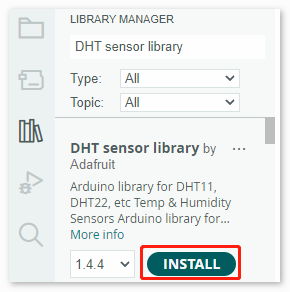 LIBRARY MANAGER
DHT sensor library
Type: All
Topic: All
DHT sensor library by ...
Adafruit
Arduino library for DHT11,
DHT22, etc Temp & Humidity
Sensors Arduino library for...
More info
1.4.4 INSTALL